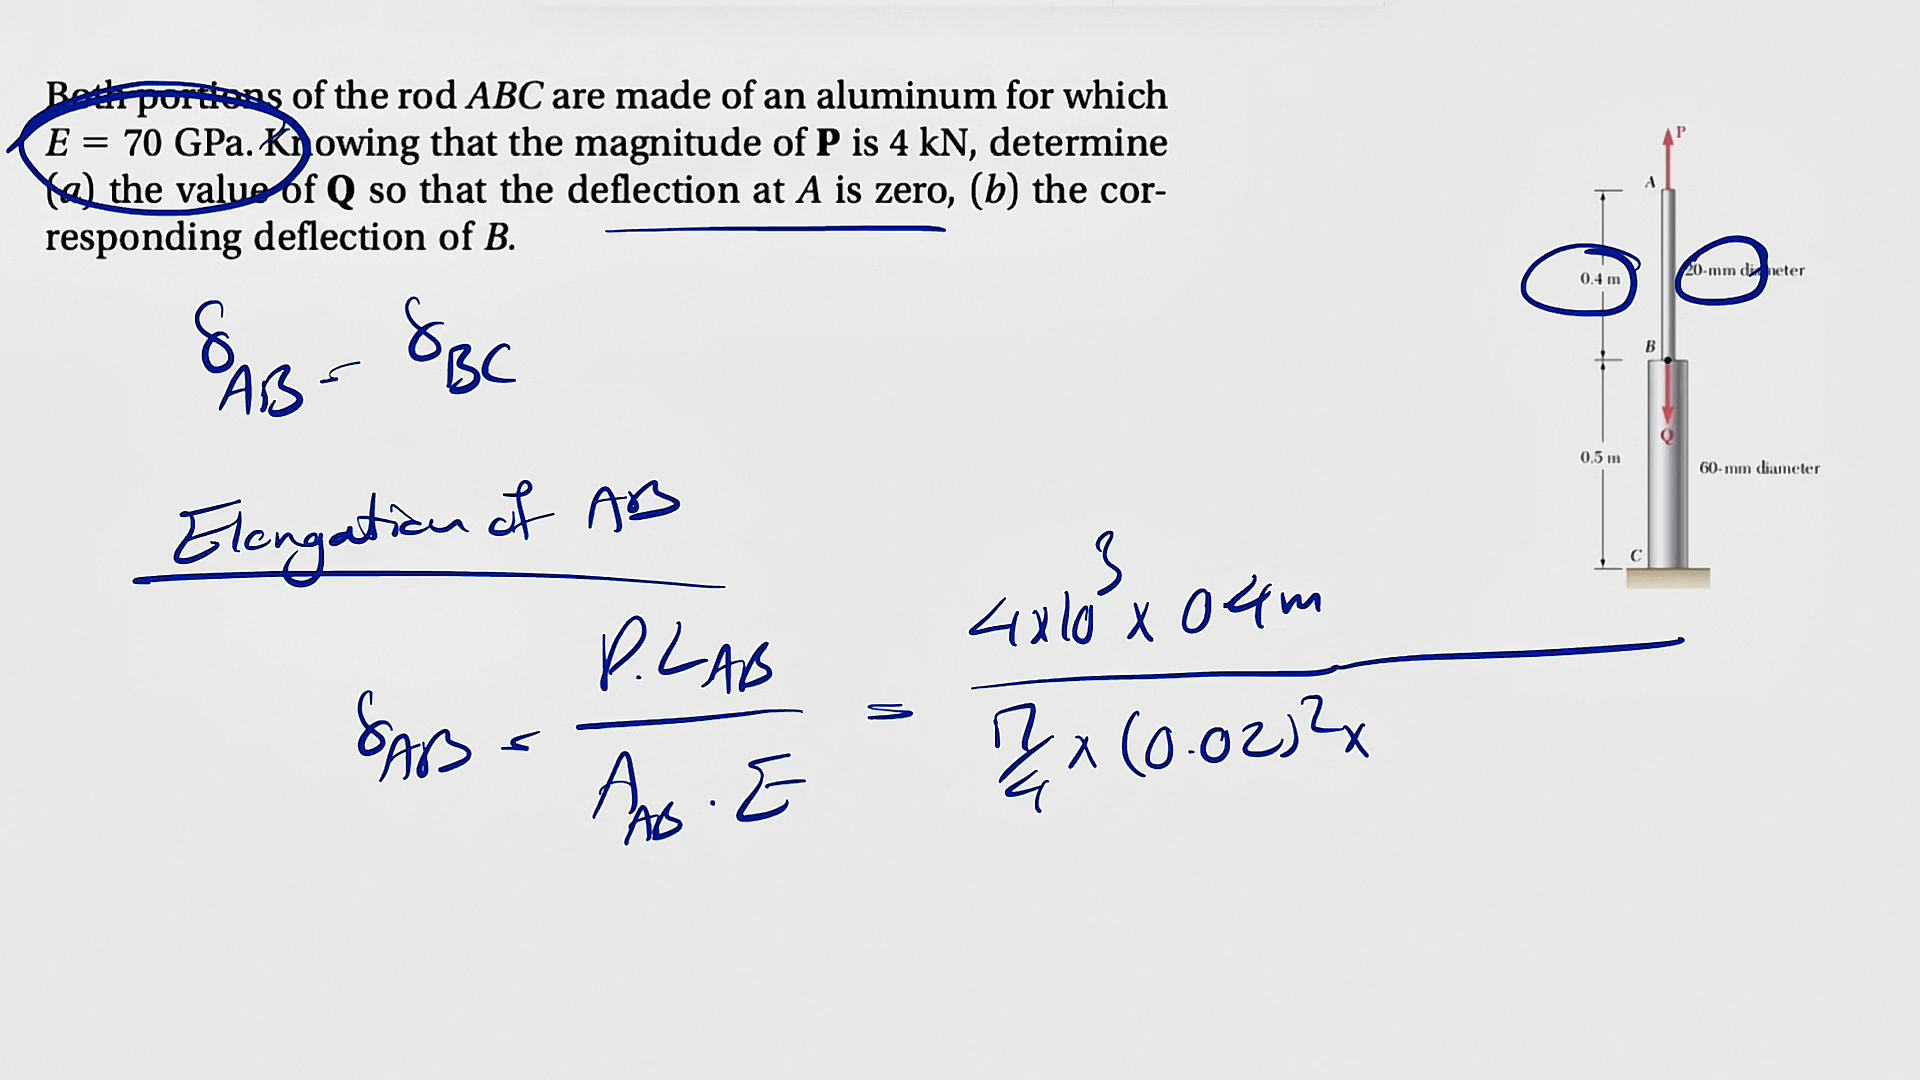 Both portions of the rod ABC are made of an aluminum for which
E = 70 GPa. Knowing that the magnitude of P is 4 kN, determine
(a) the value of Q so that the deflection at A is zero, (b) the cor-
responding deflection of B.
P
A
0.4 m
20-mm diameter
B
Q
0.5 m
60-mm diameter
C
δAB = δBC
Elongation of AB
δAB = P.LAB / AAB . E = 4x10³ x 0.4m / π/4 x (0.02)² x